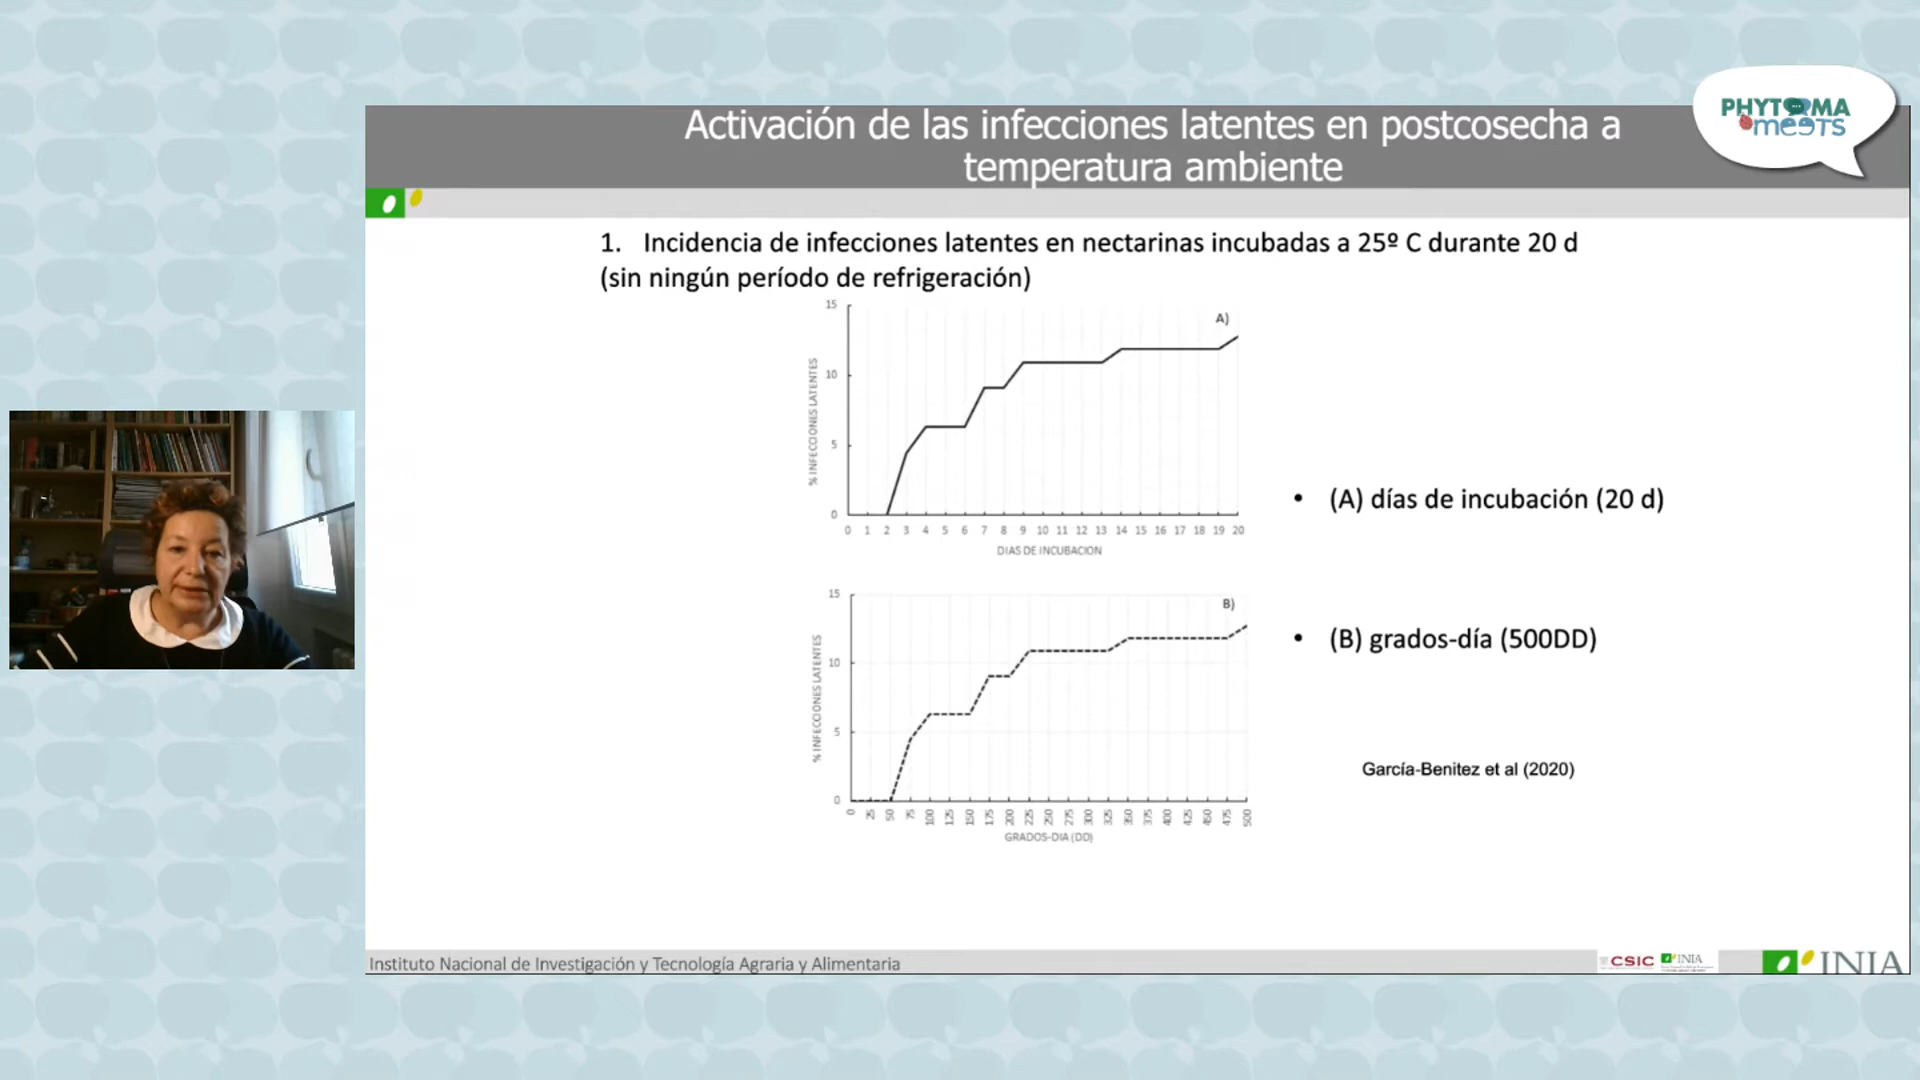 PHYTOMA
meets
Activación de las infecciones latentes en postcosecha a
temperatura ambiente
1. Incidencia de infecciones latentes en nectarinas incubadas a 25º C durante 20 d
(sin ningún período de refrigeración)
15
A)
10
5
0
% INFECCIONES LATENTES
0 1 2 3 4 5 6 7 8 9 10 11 12 13 14 15 16 17 18 19 20
DIAS DE INCUBACION
• (A) días de incubación (20 d)
15
B)
10
5
0
% INFECCIONES LATENTES
0 25 50 75 100 125 150 175 200 225 250 275 300 325 350 375 400 425 450 475 500
GRADOS-DIA (DD)
• (B) grados-día (500DD)
García-Benitez et al (2020)
Instituto Nacional de Investigación y Tecnología Agraria y Alimentaria
CSIC
INIA
INIA